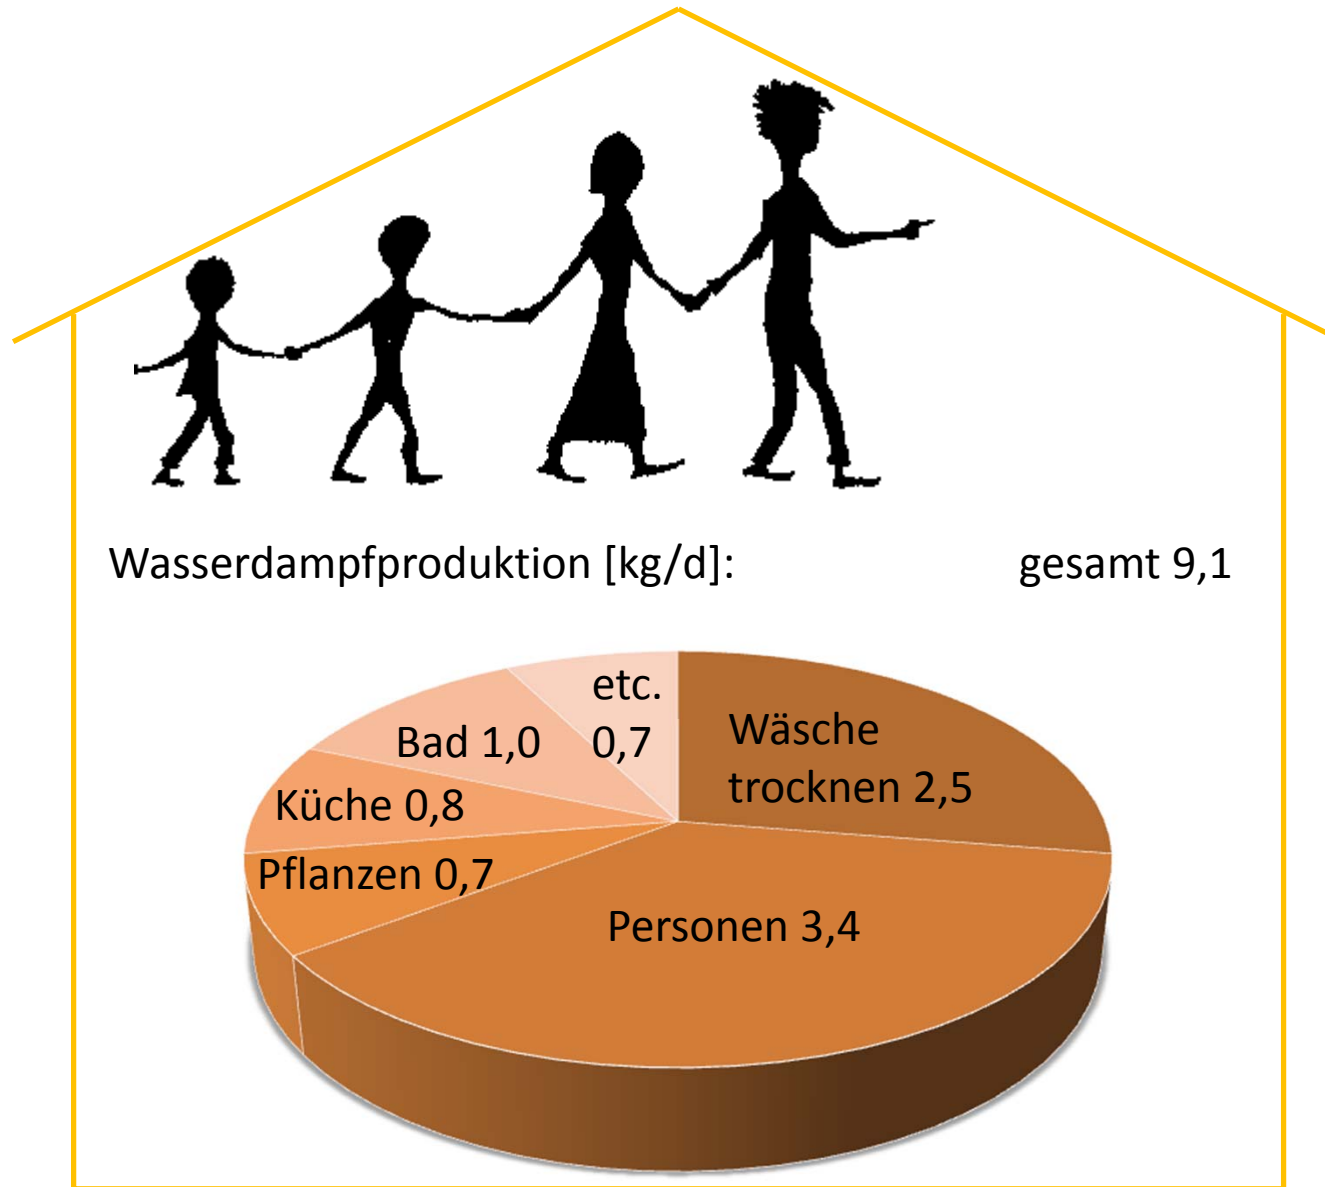 Wasserdampfproduktion [kg/d]: gesamt 9,1
etc.
0,7
Wäsche
trocknen 2,5
Bad 1,0
Küche 0,8
Pflanzen 0,7
Personen 3,4